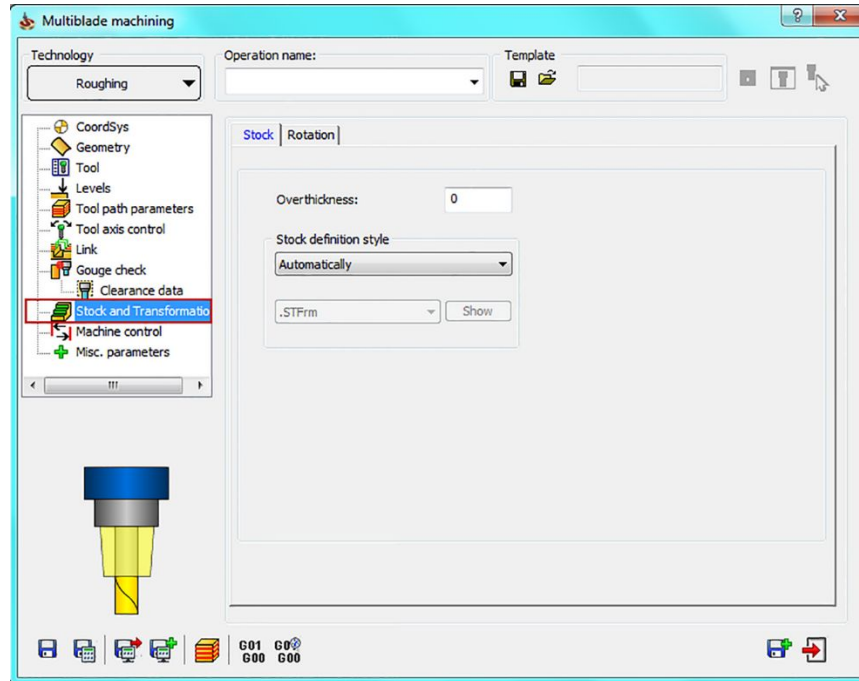 Multiblade machining
Technology
Operation name:
Template
Roughing
CoordSys
Geometry
Tool
Levels
Tool path parameters
Tool axis control
Link
Gouge check
Clearance data
Stock and Transformatio
Machine control
Misc. parameters
Stock
Rotation
Overthickness:
0
Stock definition style
Automatically
.STFrm
Show
G01 G0
G00 G00